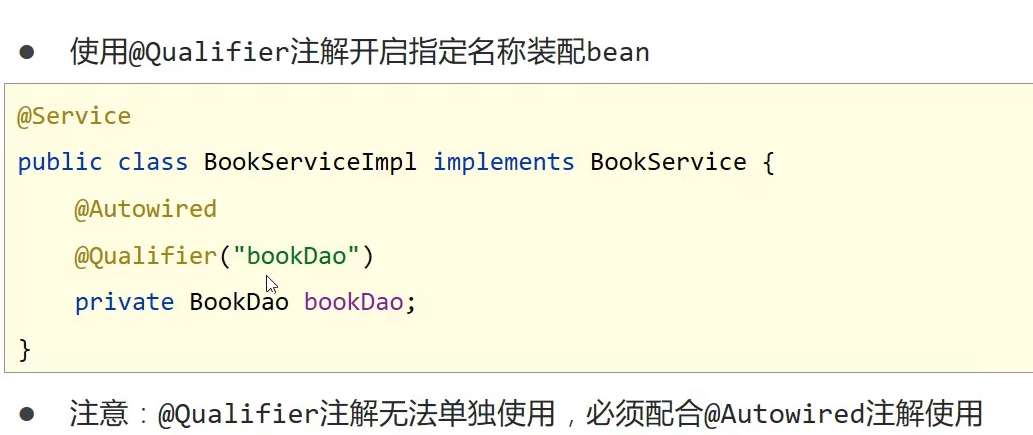 ● 使用@Qualifier注解开启指定名称装配bean
@Service
public class BookServiceImpl implements BookService {
    @Autowired
    @Qualifier("bookDao")
    private BookDao bookDao;
}
● 注意：@Qualifier注解无法单独使用，必须配合@Autowired注解使用